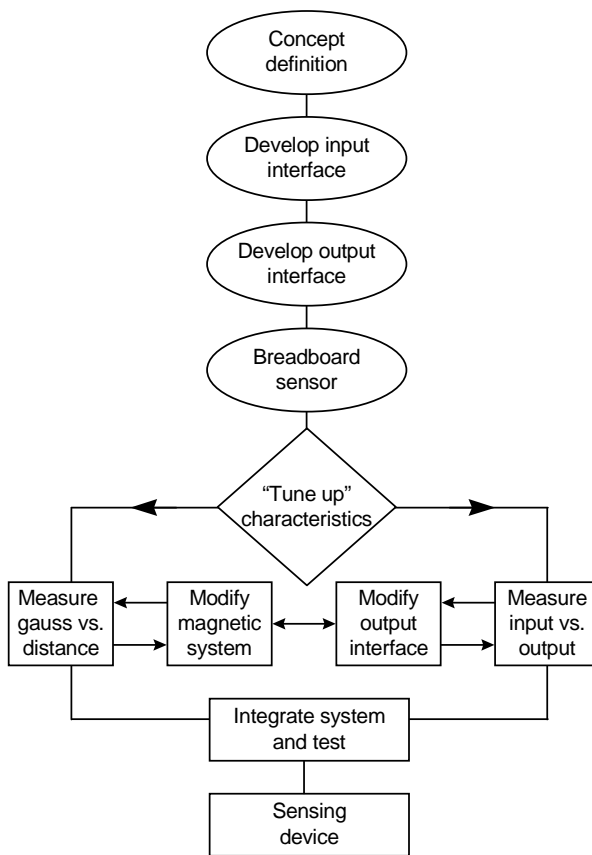 Concept
definition
Develop input
interface
Develop output
interface
Breadboard
sensor
“Tune up”
characteristics
Measure
gauss vs.
distance
Modify
magnetic
system
Modify
output
interface
Measure
input vs.
output
Integrate system
and test
Sensing
device